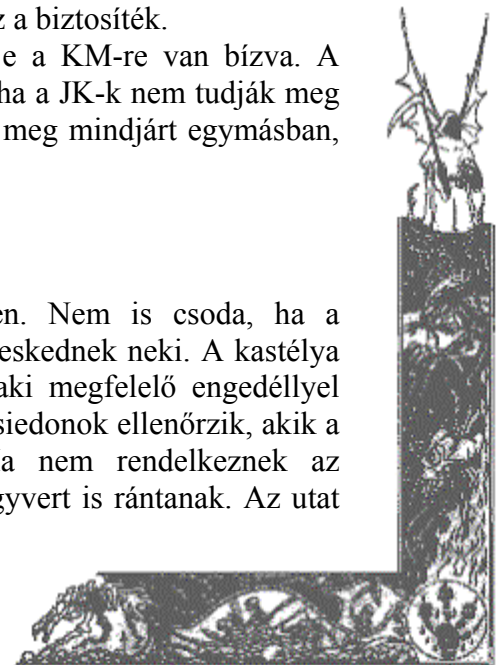 z a biztosíték.
e a KM-re van bízva. A
ha a JK-k nem tudják meg
meg mindjárt egymásban,
en. Nem is csoda, ha a
eskednek neki. A kastélya
aki megfelelő engedéllyel
siedonok ellenőrzik, akik a
a nem rendelkeznek az
gyvert is rántanak. Az utat